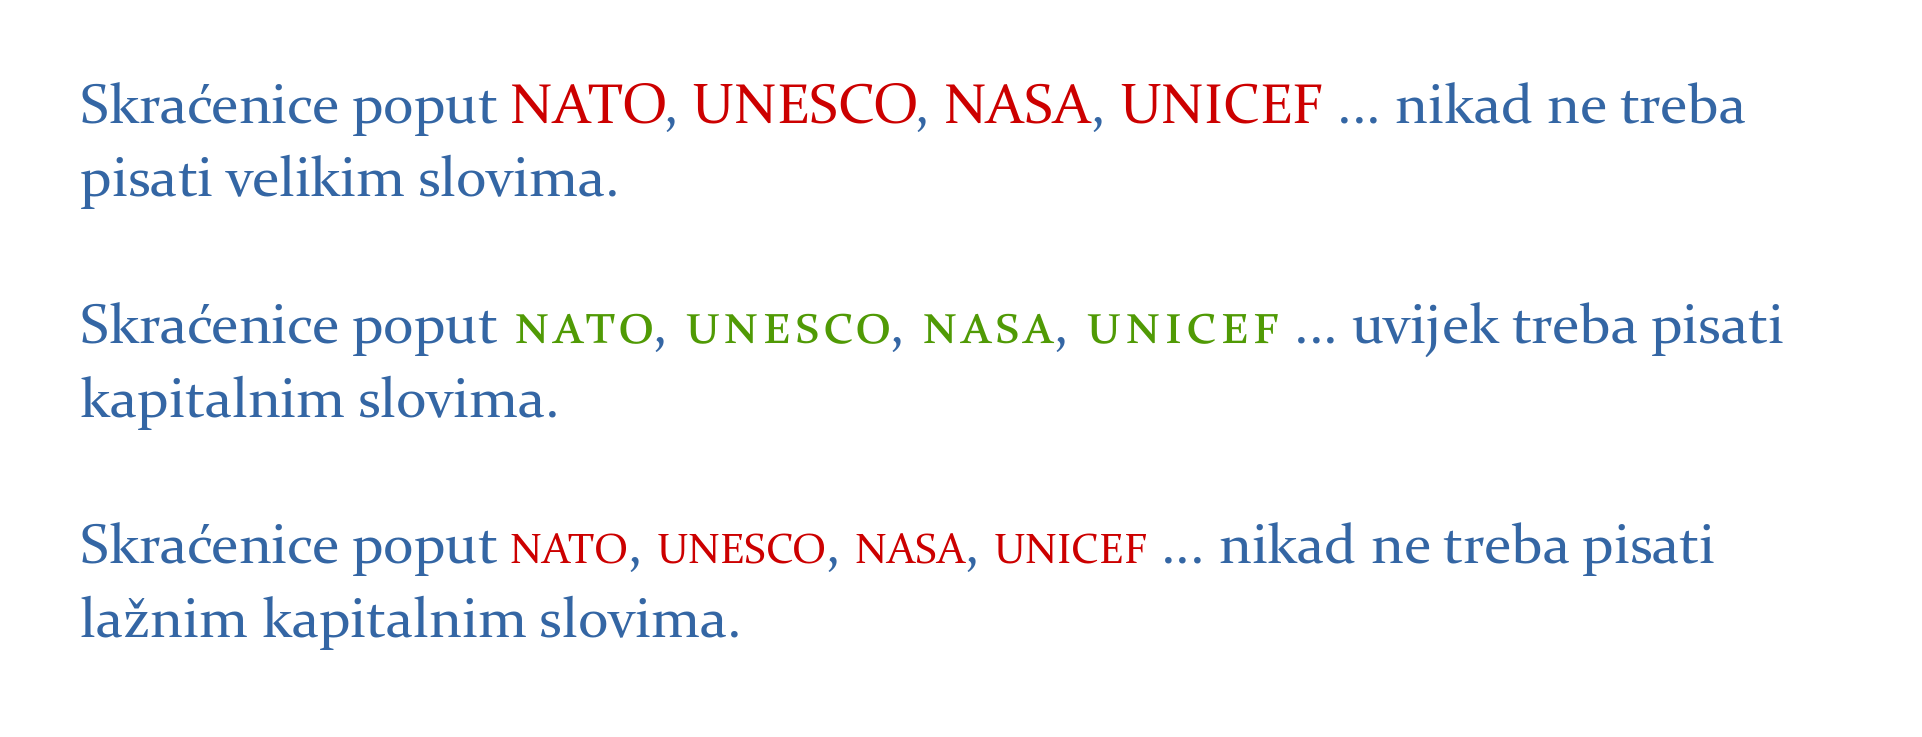 Skraćenice poput NATO, UNESCO, NASA, UNICEF ... nikad ne treba
pisati velikim slovima.
Skraćenice poput NATO, UNESCO, NASA, UNICEF ... uvijek treba pisati
kapitalnim slovima.
Skraćenice poput NATO, UNESCO, NASA, UNICEF ... nikad ne treba pisati
lažnim kapitalnim slovima.